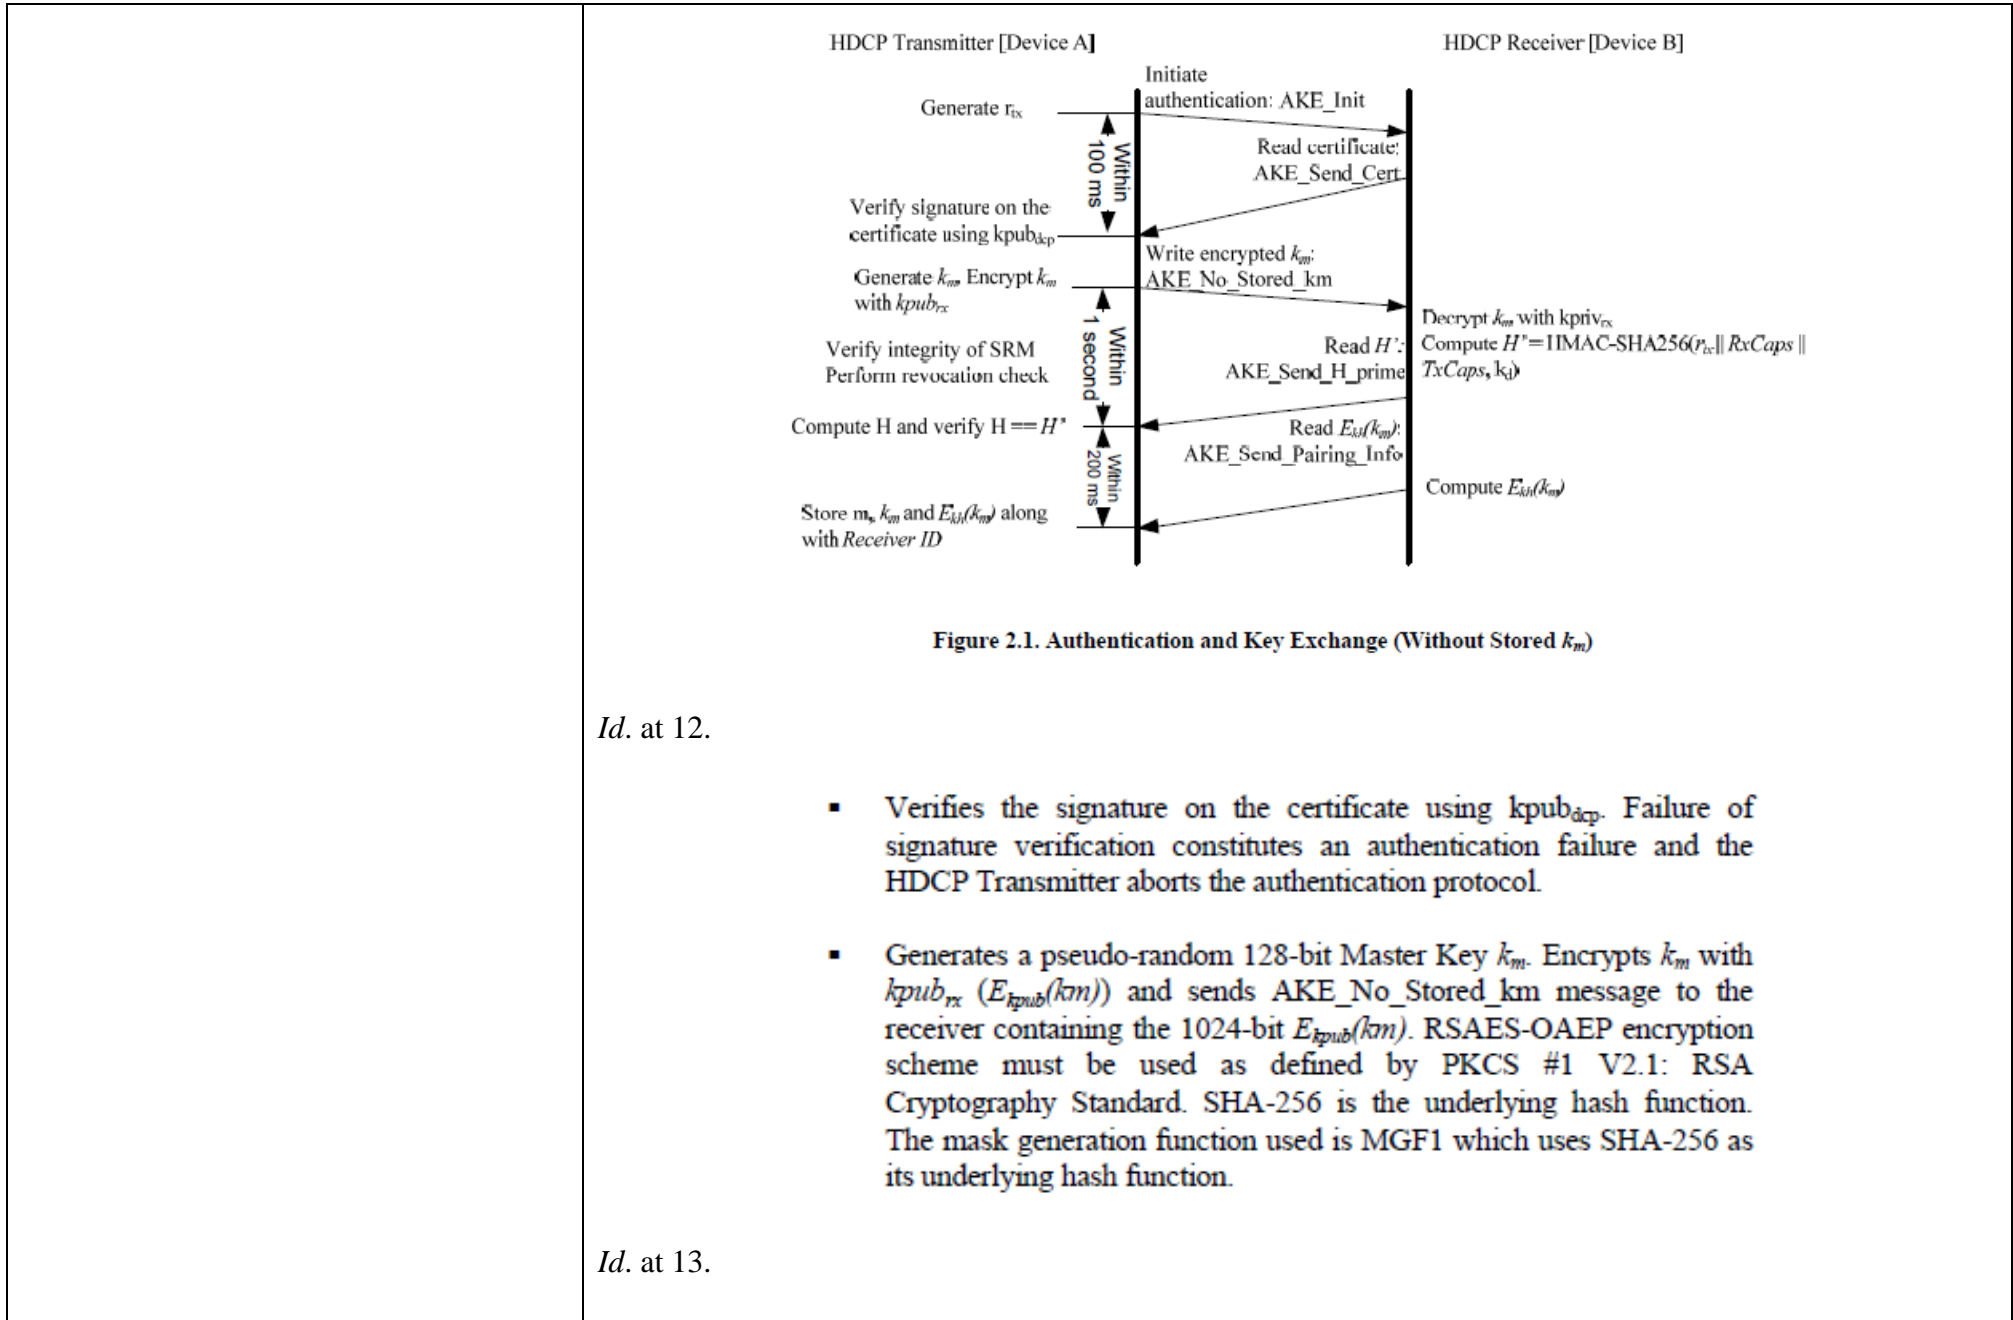 HDCP Transmitter [Device A]
HDCP Receiver [Device B]
Initiate
authentication: AKE_Init
Generate rtx
Within
100 ms
Read certificate:
AKE_Send_Cert
Verify signature on the
certificate using kpubdcp
Write encrypted km:
AKE_No_Stored_km
Generate km, Encrypt km
with kpubrx
Within
1 second
Decrypt km with kprivrx
Compute H'=HMAC-SHA256(rtx || RxCaps ||
TxCaps, kd)
Verify integrity of SRM
Perform revocation check
Read H':
AKE_Send_H_prime
Compute H and verify H == H'
Read Ekh(km):
AKE_Send_Pairing_Info
Within
200 ms
Compute Ekh(km)
Store m, km and Ekh(km) along
with Receiver ID
Figure 2.1. Authentication and Key Exchange (Without Stored km)
Id. at 12.
▪ Verifies the signature on the certificate using kpubdcp. Failure of
signature verification constitutes an authentication failure and the
HDCP Transmitter aborts the authentication protocol.
▪ Generates a pseudo-random 128-bit Master Key km. Encrypts km with
kpubrx (Ekpub(km)) and sends AKE_No_Stored_km message to the
receiver containing the 1024-bit Ekpub(km). RSAES-OAEP encryption
scheme must be used as defined by PKCS #1 V2.1: RSA
Cryptography Standard. SHA-256 is the underlying hash function.
The mask generation function used is MGF1 which uses SHA-256 as
its underlying hash function.
Id. at 13.